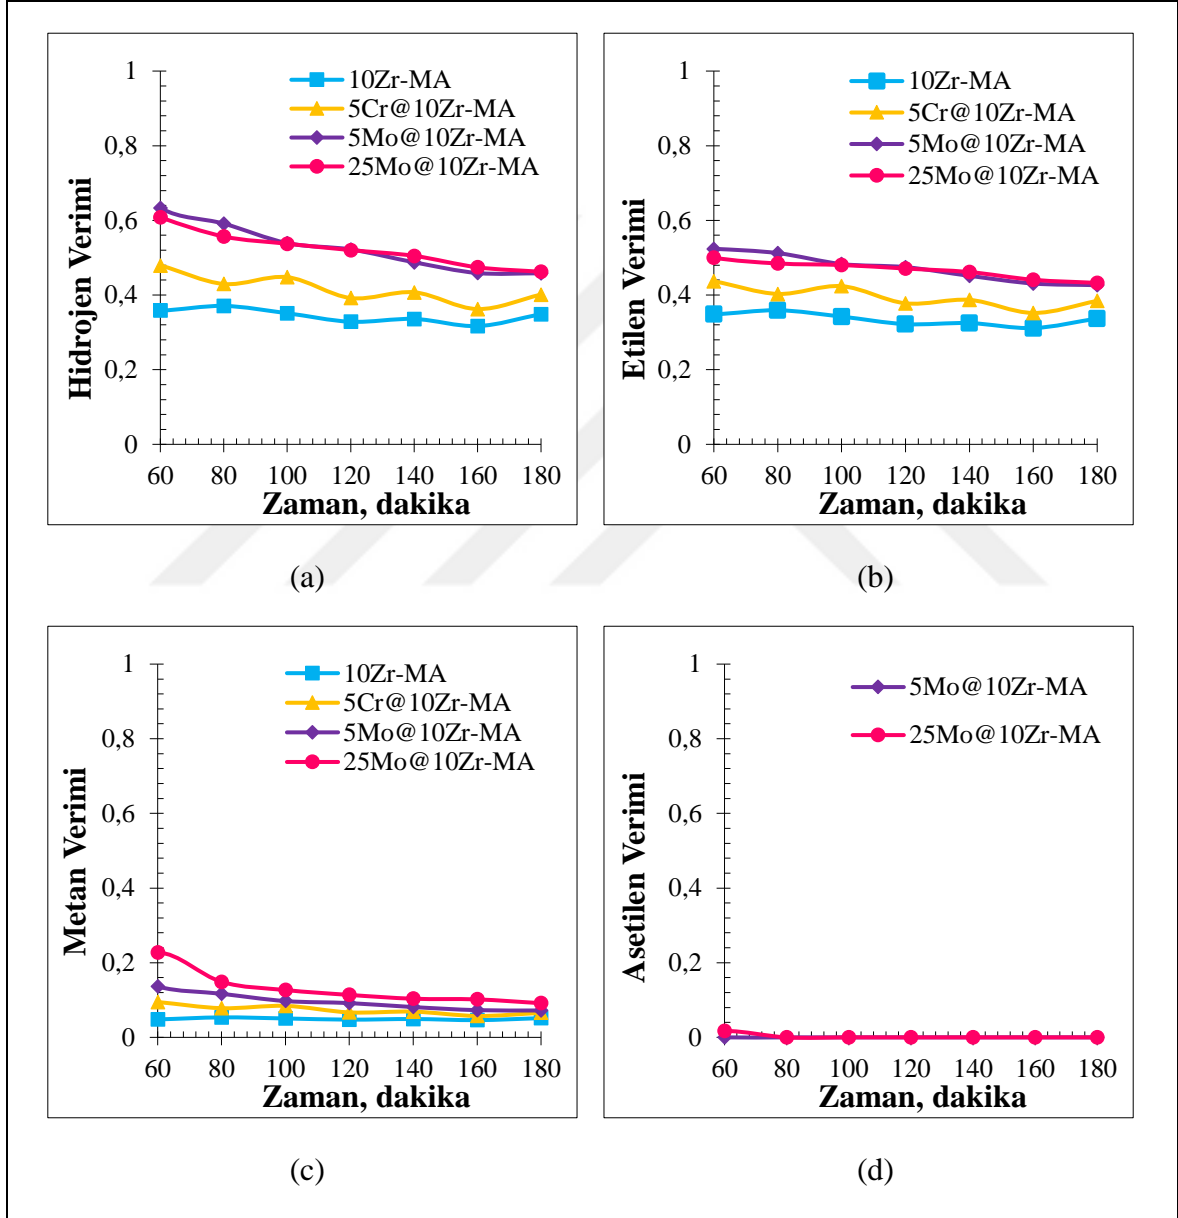 1
0,8
0,6
0,4
0,2
0
60 80 100 120 140 160 180
Hidrojen Verimi
Zaman, dakika
10Zr-MA
5Cr@10Zr-MA
5Mo@10Zr-MA
25Mo@10Zr-MA
(a)
1
0,8
0,6
0,4
0,2
0
60 80 100 120 140 160 180
Etilen Verimi
Zaman, dakika
10Zr-MA
5Cr@10Zr-MA
5Mo@10Zr-MA
25Mo@10Zr-MA
(b)
1
0,8
0,6
0,4
0,2
0
60 80 100 120 140 160 180
Metan Verimi
Zaman, dakika
10Zr-MA
5Cr@10Zr-MA
5Mo@10Zr-MA
25Mo@10Zr-MA
(c)
1
0,8
0,6
0,4
0,2
0
60 80 100 120 140 160 180
Asetilen Verimi
Zaman, dakika
5Mo@10Zr-MA
25Mo@10Zr-MA
(d)